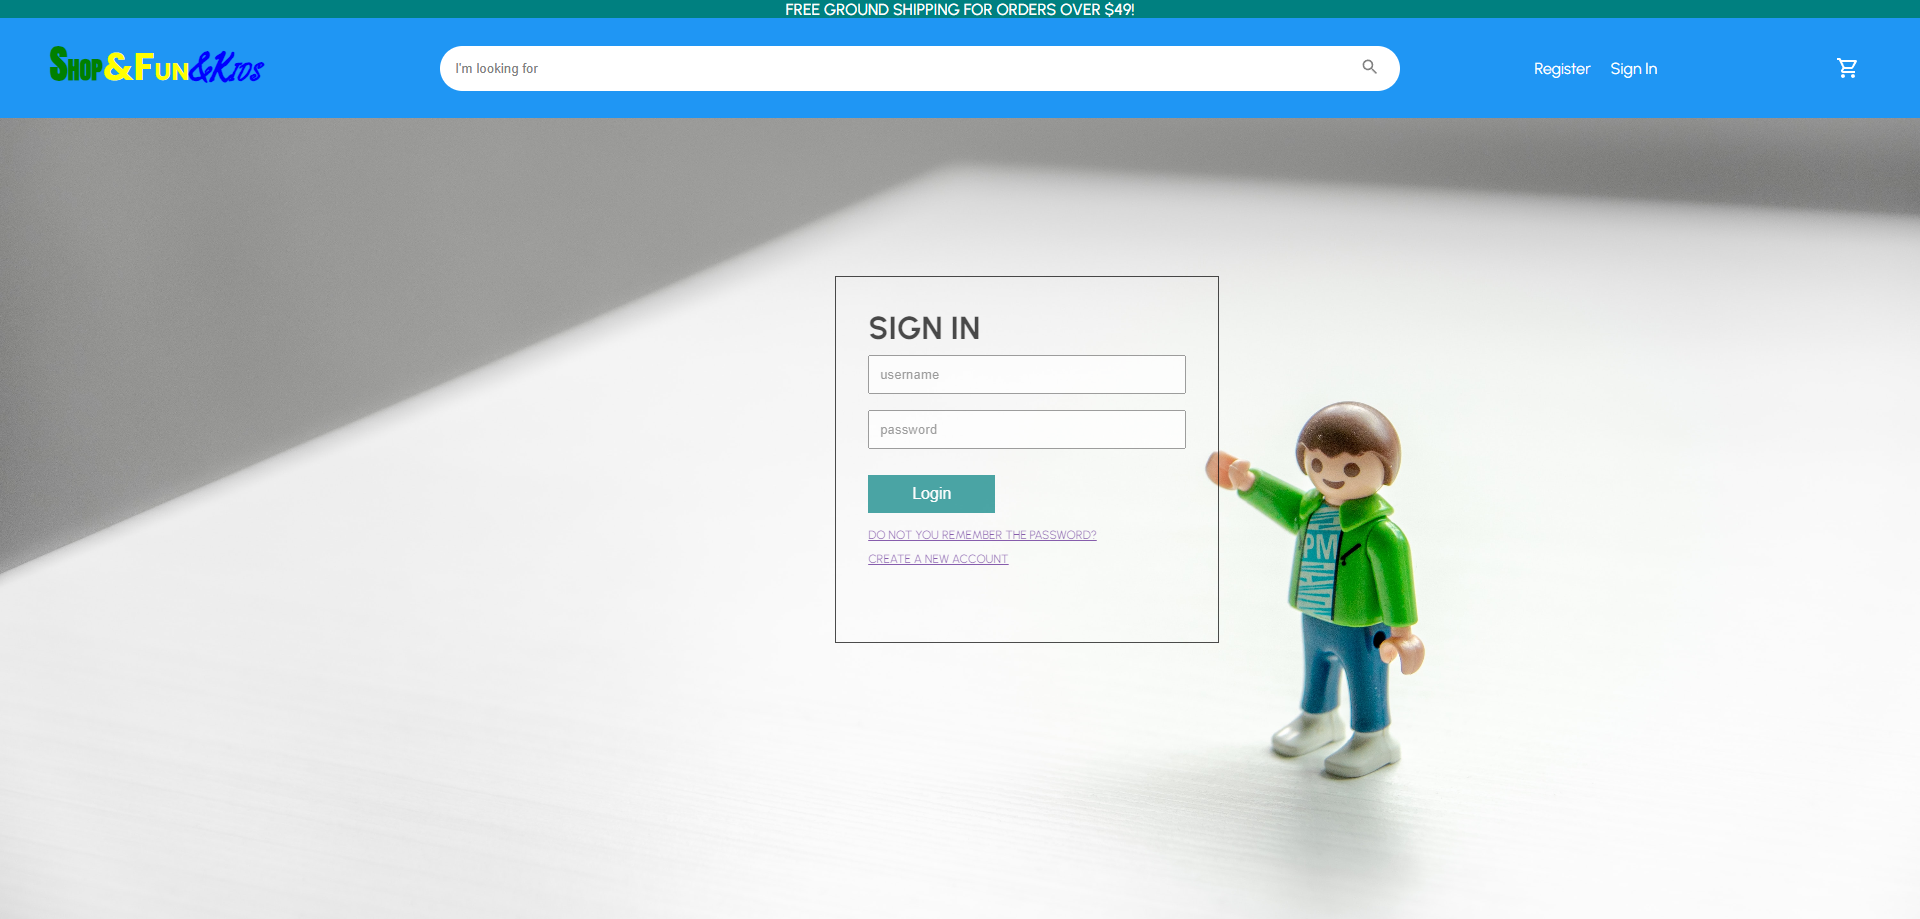 FREE GROUND SHIPPING FOR ORDERS OVER $49!
SHOP&FUN&KIDS
I'm looking for
Register
Sign In
SIGN IN
username
password
Login
DO NOT YOU REMEMBER THE PASSWORD?
CREATE A NEW ACCOUNT
PM